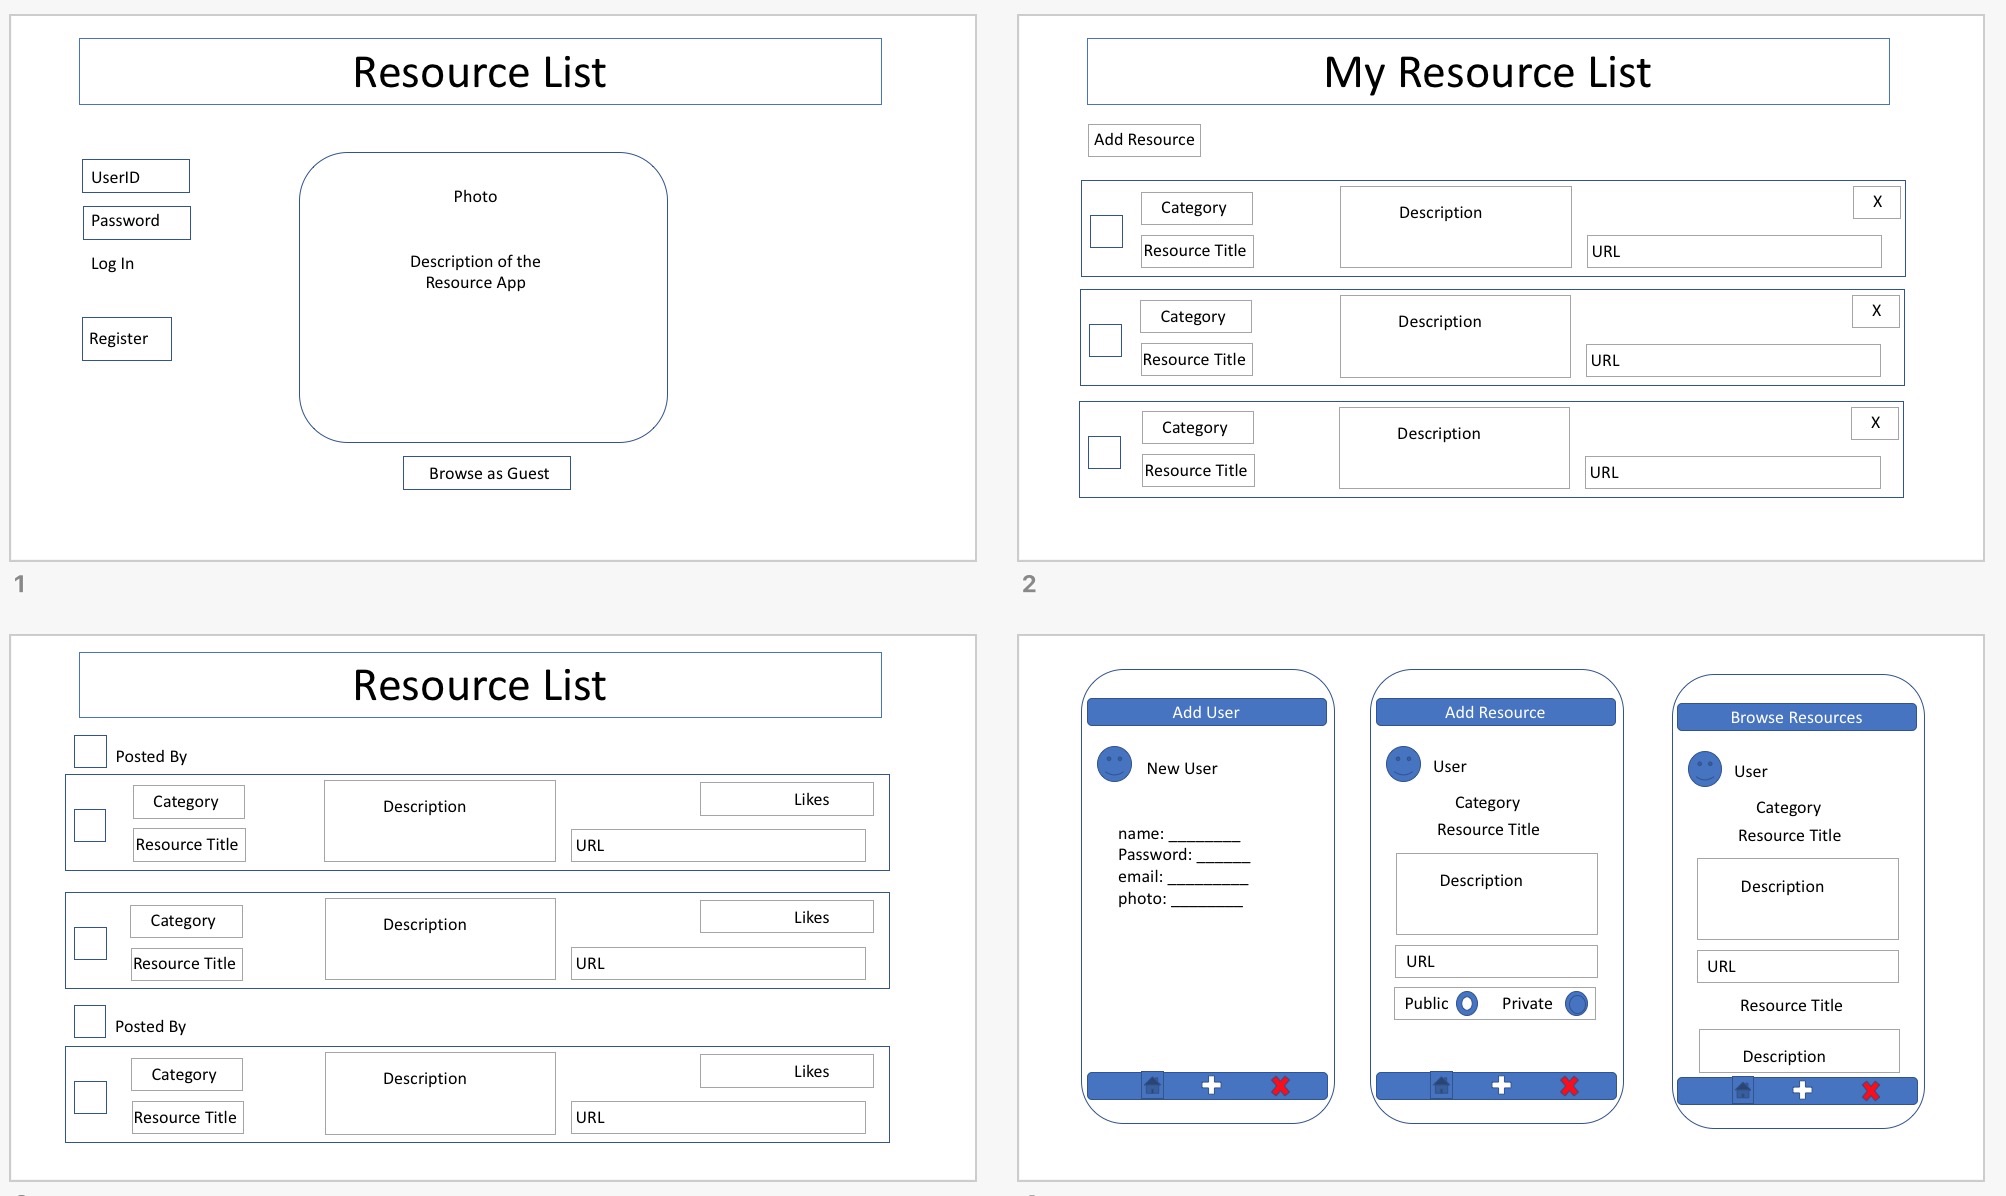 Resource List
UserID
Password
Log In
Register
Photo
Description of the
Resource App
Browse as Guest
1
My Resource List
Add Resource
Category
Resource Title
Description
X
URL
Category
Resource Title
Description
X
URL
Category
Resource Title
Description
X
URL
2
Resource List
Posted By
Category
Resource Title
Description
Likes
URL
Category
Resource Title
Description
Likes
URL
Posted By
Category
Resource Title
Description
Likes
URL
Add User
New User
name: ________
Password: ______
email: _________
photo: ________
Add Resource
User
Category
Resource Title
Description
URL
Public Private
Browse Resources
User
Category
Resource Title
Description
URL
Resource Title
Description